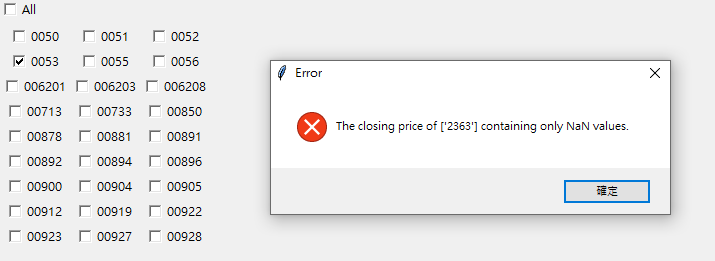 All
0050 0051 0052
0053 0055 0056
006201 006203 006208
00713 00733 00850
00878 00881 00891
00892 00894 00896
00900 00904 00905
00912 00919 00922
00923 00927 00928
Error
The closing price of ['2363'] containing only NaN values.
確定